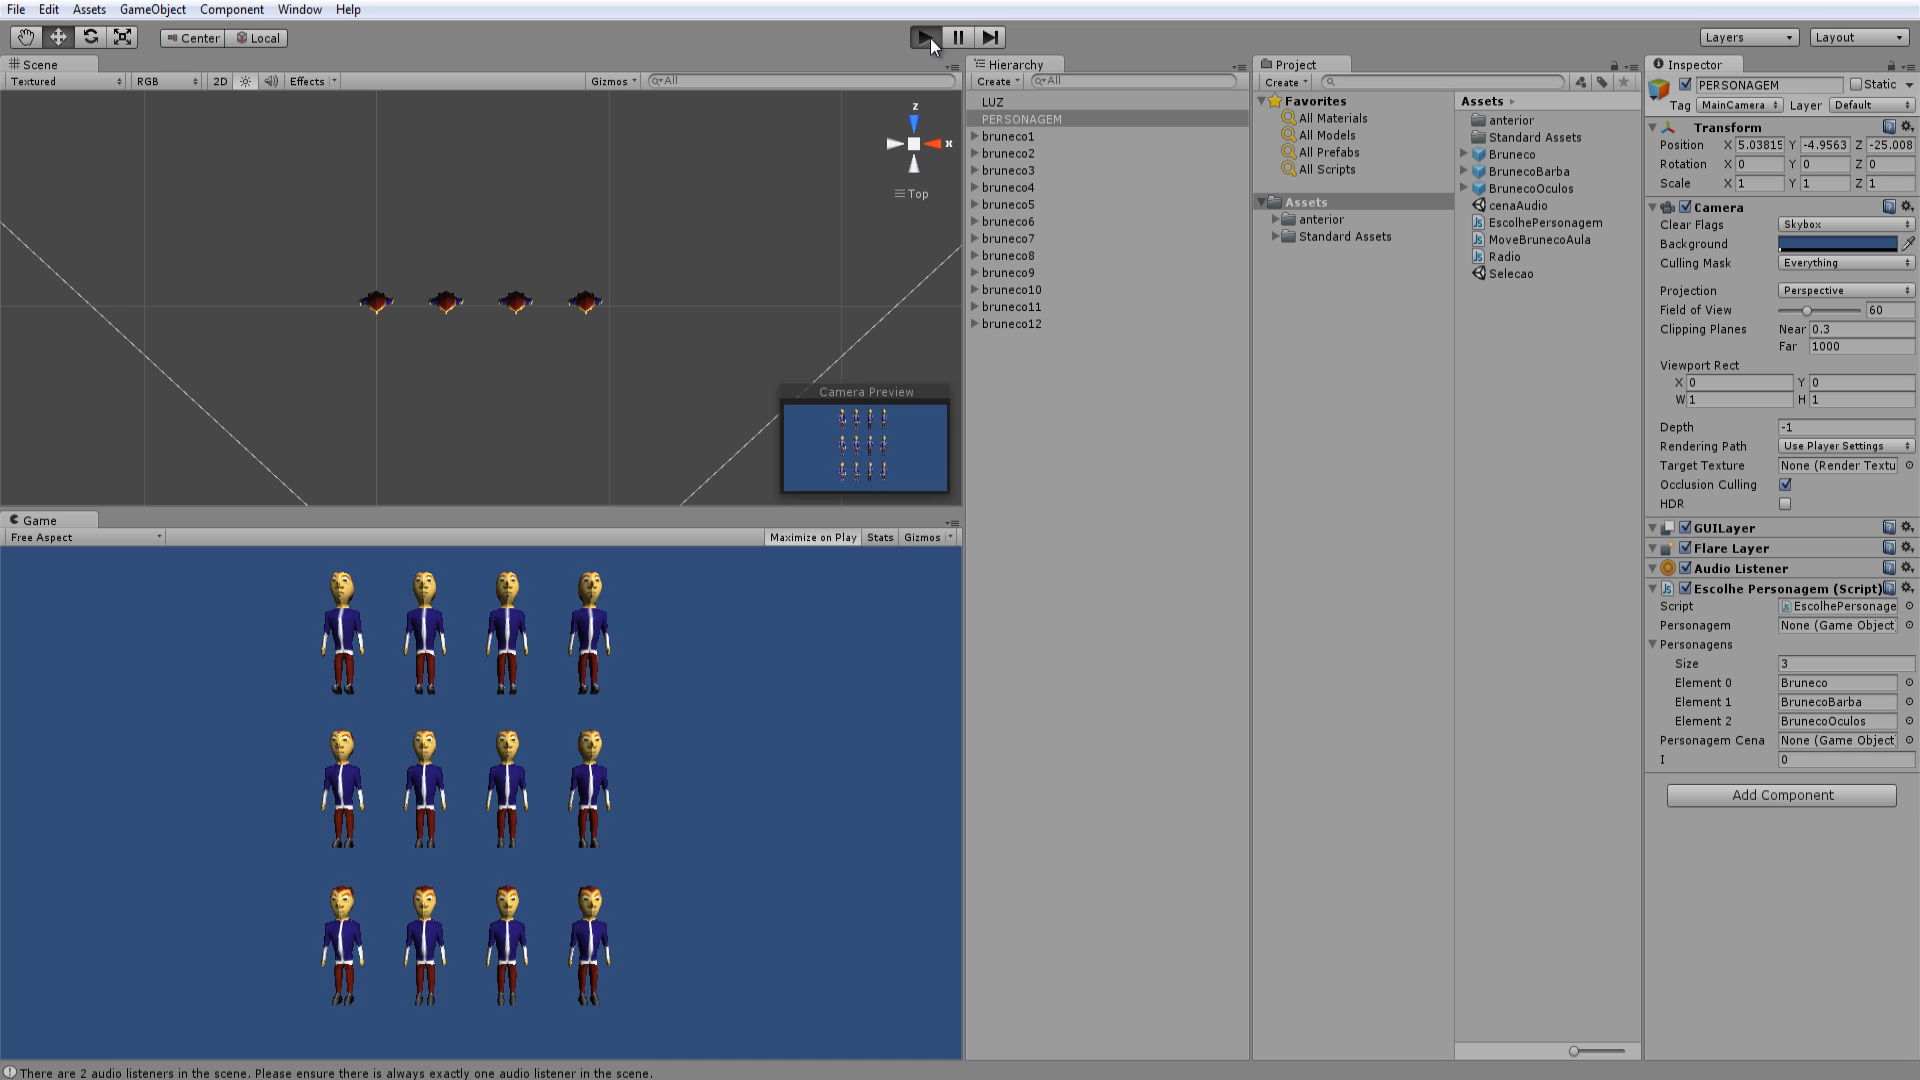 File Edit Assets GameObject Component Window Help
Center Local
Layers Layout
Scene
Textured RGB 2D Effects Gizmos All
z
x
Top
Camera Preview
Game
Free Aspect Maximize on Play Stats Gizmos
Hierarchy
Create All
LUZ
PERSONAGEM
bruneco1
bruneco2
bruneco3
bruneco4
bruneco5
bruneco6
bruneco7
bruneco8
bruneco9
bruneco10
bruneco11
bruneco12
Project
Create
Favorites
All Materials
All Models
All Prefabs
All Scripts
Assets
anterior
Standard Assets
Assets
anterior
Standard Assets
Bruneco
BrunecoBarba
BrunecoOculos
cenaAudio
EscolhePersonagem
MoveBrunecoAula
Radio
Selecao
Inspector
PERSONAGEM Static
Tag MainCamera Layer Default
Transform
Position X 5.03815 Y -4.9563 Z -25.008
Rotation X 0 Y 0 Z 0
Scale X 1 Y 1 Z 1
Camera
Clear Flags Skybox
Background
Culling Mask Everything
Projection Perspective
Field of View 60
Clipping Planes Near 0.3
Far 1000
Viewport Rect
X 0 Y 0
W 1 H 1
Depth -1
Rendering Path Use Player Settings
Target Texture None (Render Textu
Occlusion Culling
HDR
GUILayer
Flare Layer
Audio Listener
Escolhe Personagem (Script)
Script EscolhePersonage
Personagem None (Game Object)
Personagens
Size 3
Element 0 Bruneco
Element 1 BrunecoBarba
Element 2 BrunecoOculos
Personagem Cena None (Game Object)
I 0
Add Component
There are 2 audio listeners in the scene. Please ensure there is always exactly one audio listener in the scene.